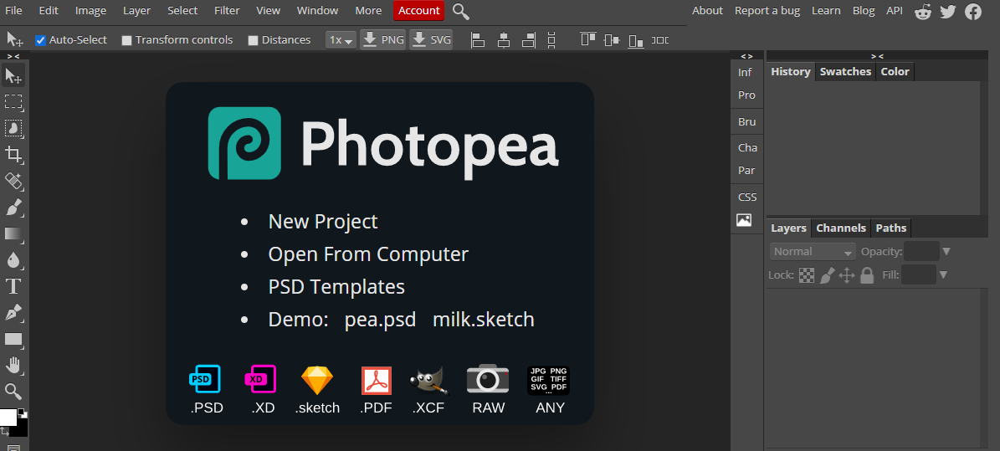 File Edit Image Layer Select Filter View Window More Account About Report a bug Learn Blog API
Auto-Select Transform controls Distances 1x PNG SVG
> < < > > <
Inf
Pro
Bru
Cha
Par
CSS
History Swatches Color
Layers Channels Paths
Normal Opacity:
Lock: Fill:
T
Photopea
New Project
Open From Computer
PSD Templates
Demo: pea.psd milk.sketch
PSD XD JPG PNG
GIF TIFF
SVG PDF
...
.PSD .XD .sketch .PDF .XCF RAW ANY